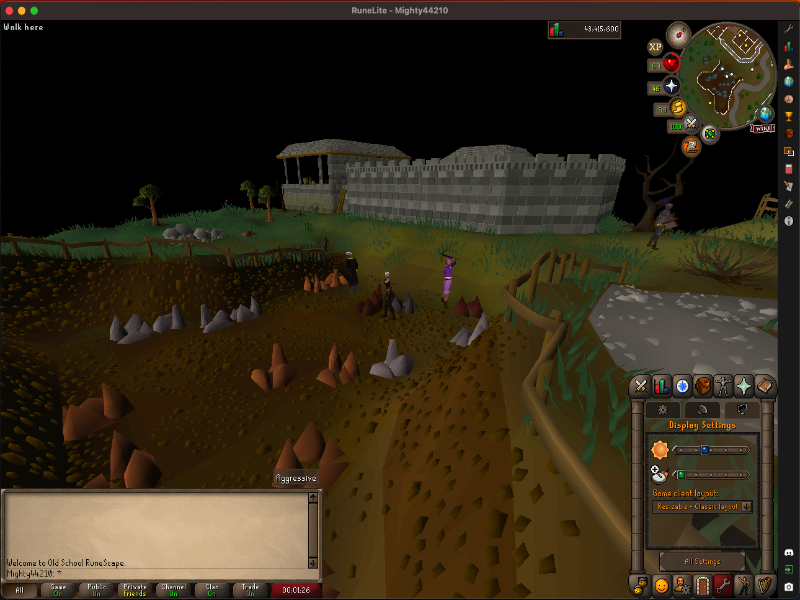 RuneLite - Mighty44210
Walk here
43,415,600
XP
WIKI
Display Settings
Game client layout:
Resizable - Classic layout
All Settings
Aggressive
Welcome to Old School RuneScape.
Mighty44210: *
All
Game
On
Public
On
Private
Friends
Channel
On
Clan
On
Trade
On
00:01:26